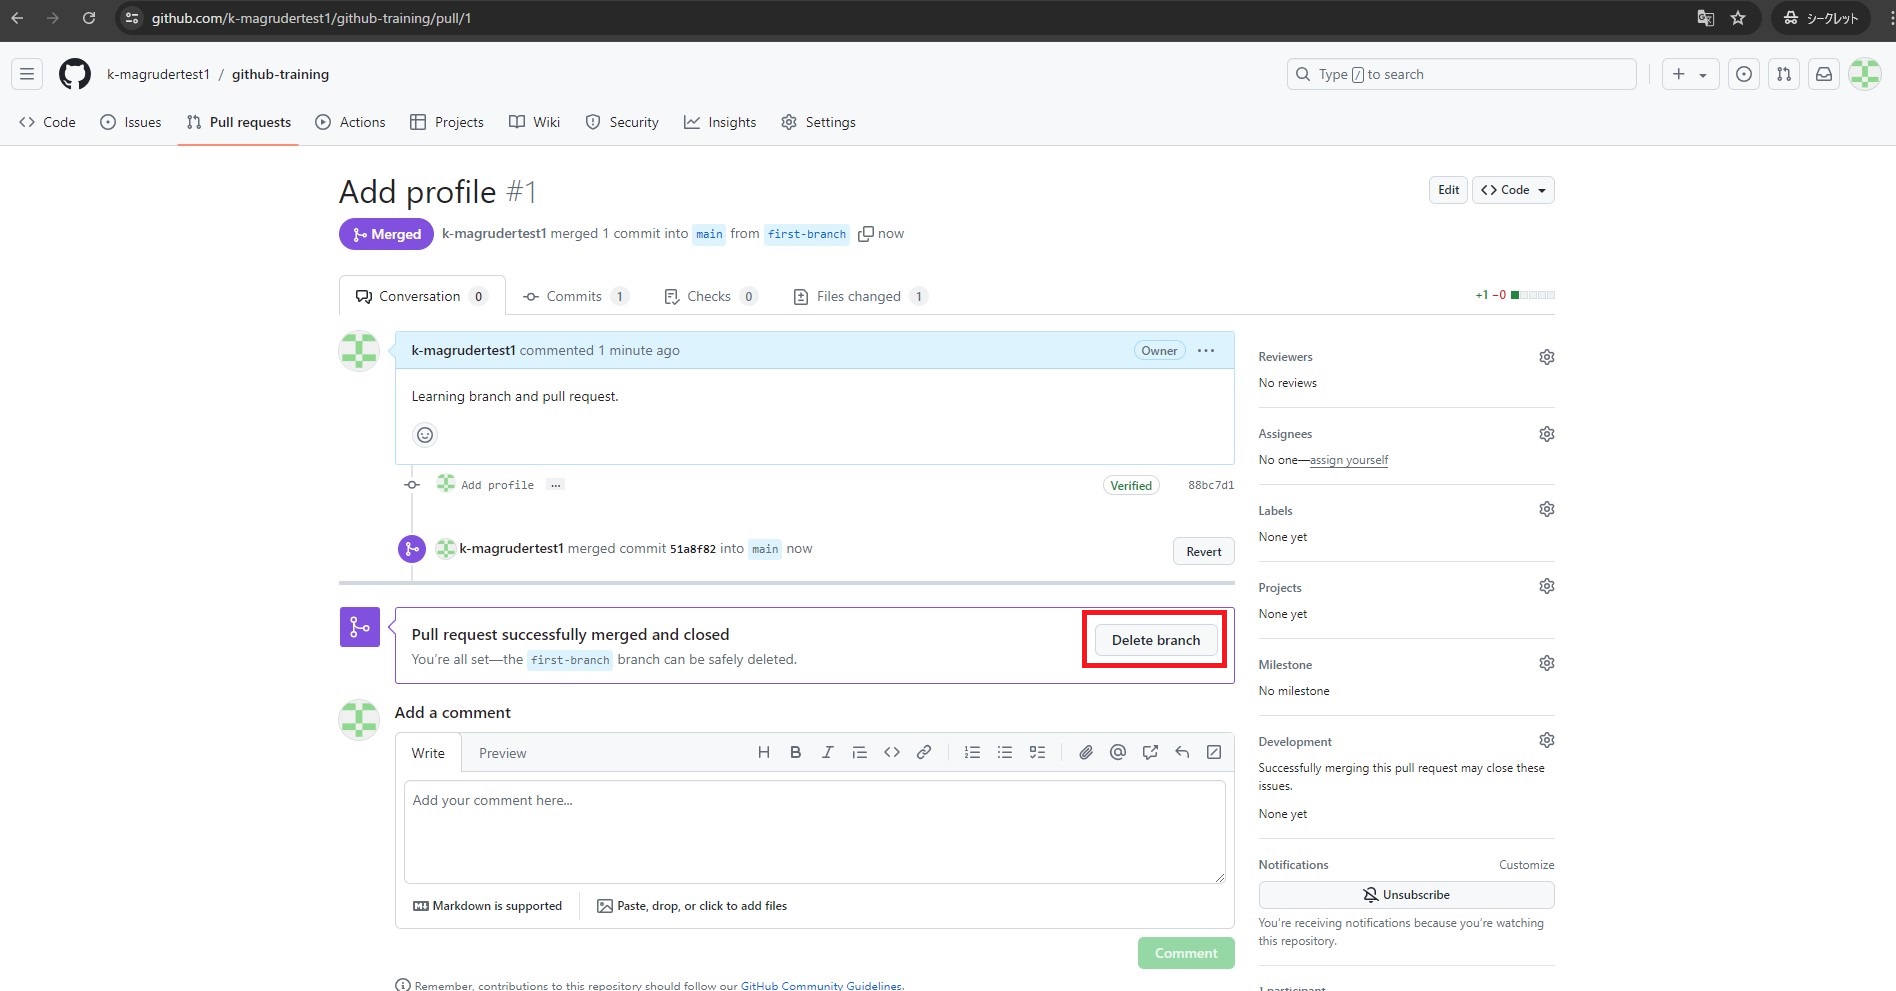 github.com/k-magrudertest1/github-training/pull/1
シークレット
k-magrudertest1 / github-training
Type / to search
Code Issues Pull requests Actions Projects Wiki Security Insights Settings
Add profile #1
Edit
Code
Merged
k-magrudertest1 merged 1 commit into main from first-branch now
Conversation 0
Commits 1
Checks 0
Files changed 1
+1 −0
k-magrudertest1 commented 1 minute ago
Owner
Learning branch and pull request.
Add profile ...
Verified
88bc7d1
k-magrudertest1 merged commit 51a8f82 into main now
Revert
Pull request successfully merged and closed
You're all set—the first-branch branch can be safely deleted.
Delete branch
Add a comment
Write
Preview
Add your comment here...
Markdown is supported
Paste, drop, or click to add files
Comment
Remember, contributions to this repository should follow our GitHub Community Guidelines.
Reviewers
No reviews
Assignees
No one—assign yourself
Labels
None yet
Projects
None yet
Milestone
No milestone
Development
Successfully merging this pull request may close these
issues.
None yet
Notifications
Customize
Unsubscribe
You're receiving notifications because you're watching
this repository.
1 participant